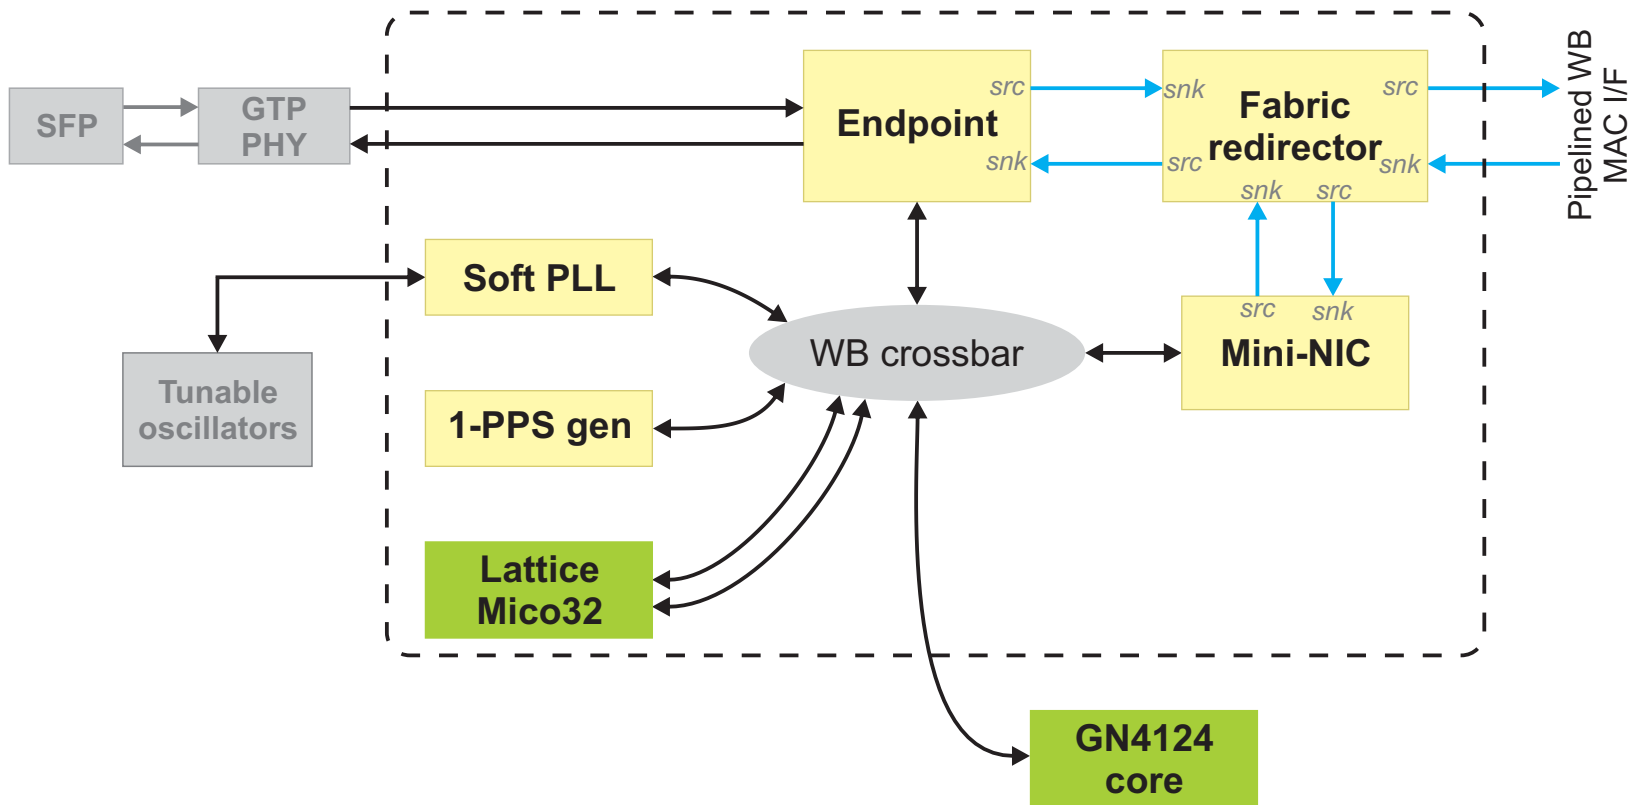 SFP
GTP
PHY
Endpoint
src
snk
snk
src
Fabric
redirector
src
snk
snk
src
Pipelined WB
MAC I/F
Soft PLL
WB crossbar
src
snk
Mini-NIC
Tunable
oscillators
1-PPS gen
Lattice
Mico32
GN4124
core